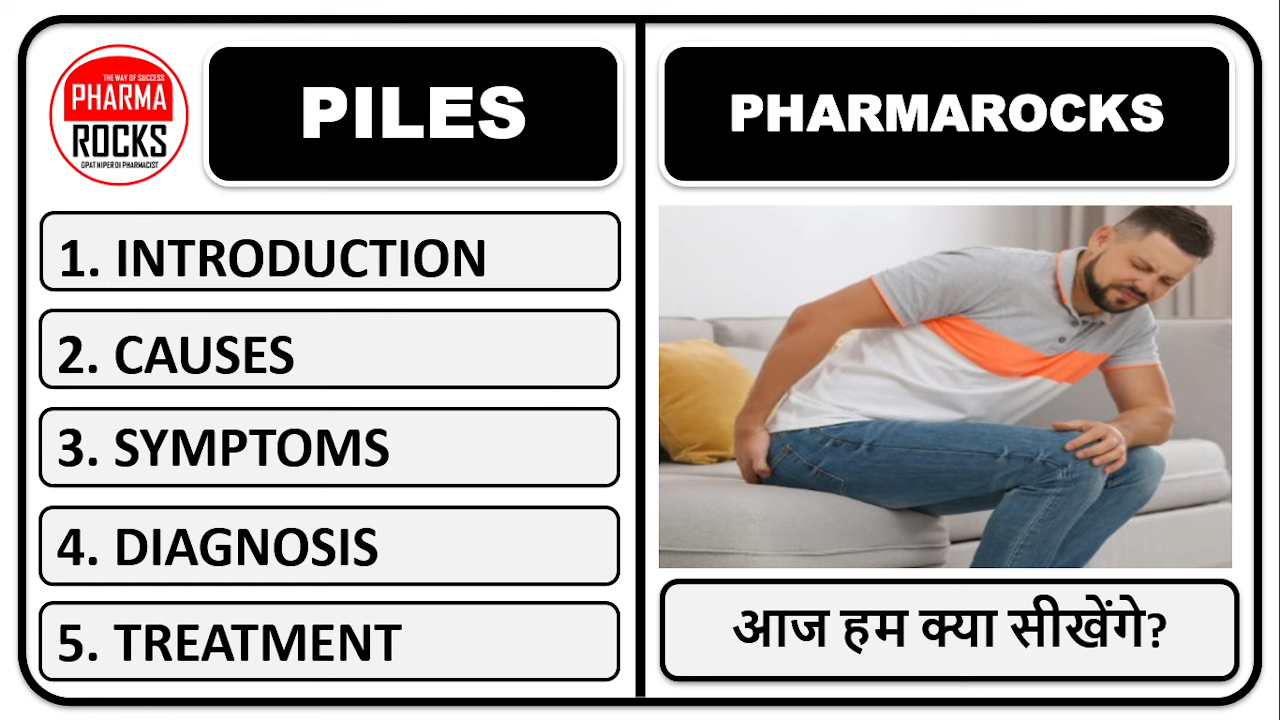 THE WAY OF SUCCESS
PHARMA
ROCKS
GPAT NIPER DI PHARMACIST
PILES
1. INTRODUCTION
2. CAUSES
3. SYMPTOMS
4. DIAGNOSIS
5. TREATMENT
PHARMAROCKS
आज हम क्या सीखेंगे?